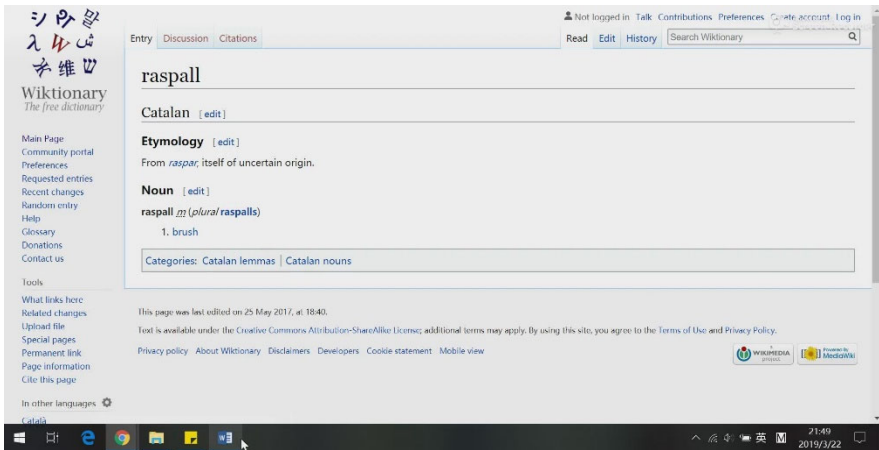 Not logged in Talk Contributions Preferences Create account Log in
Entry Discussion Citations
Read Edit History Search Wiktionary
维
Wiktionary
The free dictionary
raspall
Catalan [edit]
Etymology [edit]
From raspar, itself of uncertain origin.
Noun [edit]
raspall m (plural raspalls)
1. brush
Categories: Catalan lemmas | Catalan nouns
Main Page
Community portal
Preferences
Requested entries
Recent changes
Random entry
Help
Glossary
Donations
Contact us
Tools
What links here
Related changes
Upload file
Special pages
Permanent link
Page information
Cite this page
In other languages
Català
This page was last edited on 25 May 2017, at 18:40.
Text is available under the Creative Commons Attribution-ShareAlike License; additional terms may apply. By using this site, you agree to the Terms of Use and Privacy Policy.
Privacy policy About Wiktionary Disclaimers Developers Cookie statement Mobile view
WIKIMEDIA
project
Powered By
MediaWiki
英 M
21:49
2019/3/22